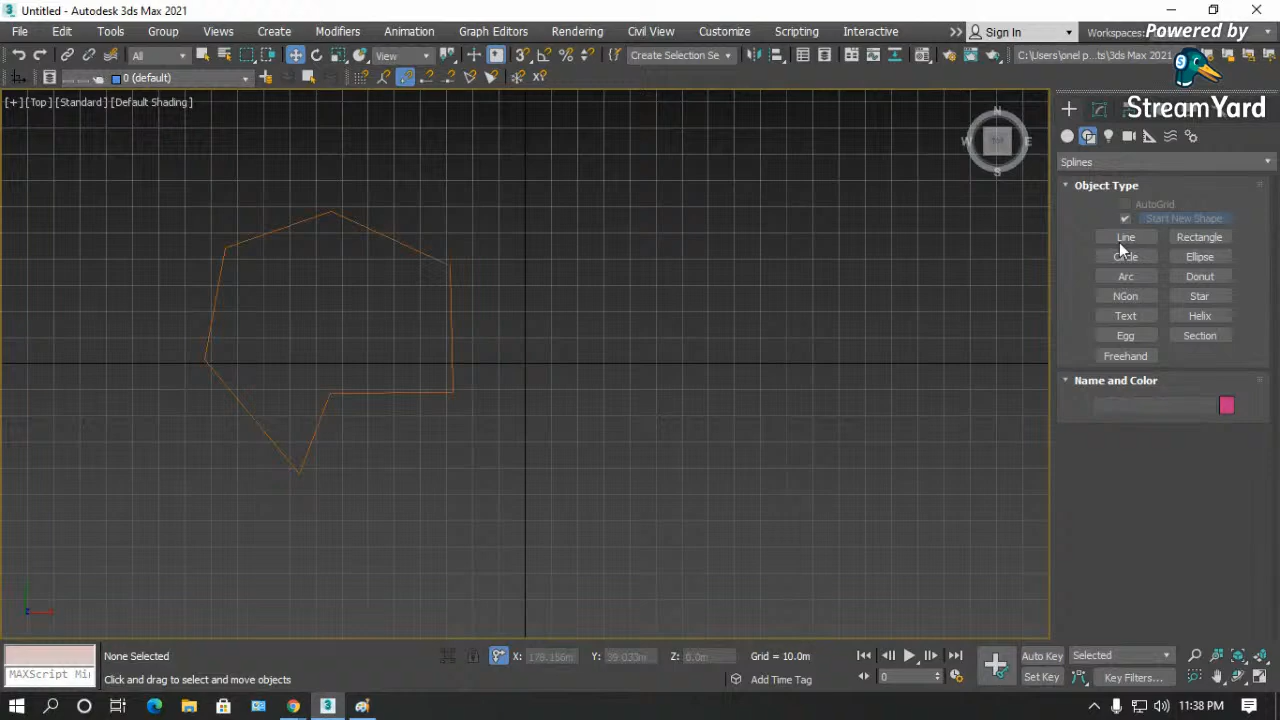 Untitled - Autodesk 3ds Max 2021
File Edit Tools Group Views Create Modifiers Animation Graph Editors Rendering Civil View Customize Scripting Interactive Sign In Workspaces:
Powered by
All View Create Selection Se C:\Users\onel p...ts\3ds Max 2021
0 (default)
StreamYard
[+] [Top] [Standard] [Default Shading]
N
W TOP E
S
Splines
Object Type
AutoGrid
Start New Shape
Line Rectangle
Circle Ellipse
Arc Donut
NGon Star
Text Helix
Egg Section
Freehand
Name and Color
None Selected X: 178.156m Y: 39.033m Z: 0.0m Grid = 10.0m Auto Key Selected
MAXScript Mi Click and drag to select and move objects Add Time Tag 0 Set Key Key Filters...
11:38 PM